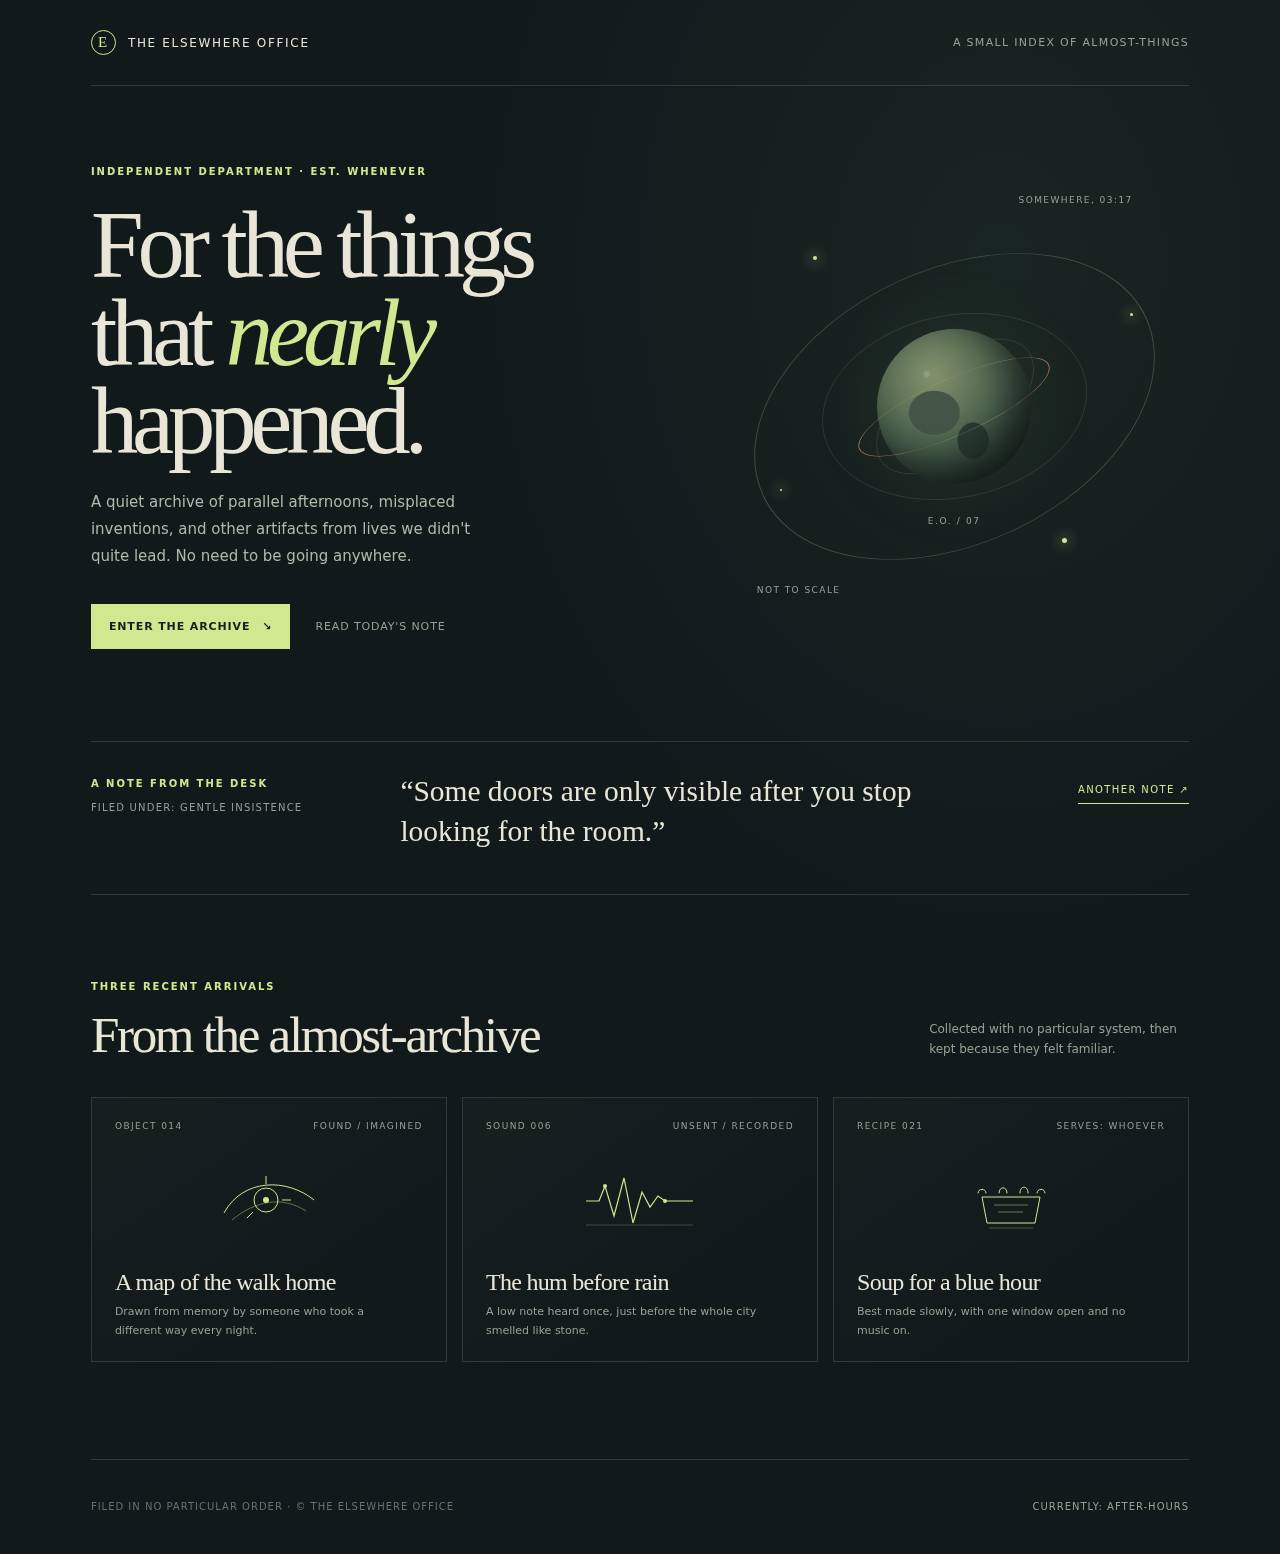 E THE ELSEWHERE OFFICE
A SMALL INDEX OF ALMOST-THINGS
INDEPENDENT DEPARTMENT · EST. WHENEVER
For the things
that nearly
happened.
A quiet archive of parallel afternoons, misplaced
inventions, and other artifacts from lives we didn't
quite lead. No need to be going anywhere.
ENTER THE ARCHIVE ↘
READ TODAY'S NOTE
SOMEWHERE, 03:17
E.O. / 07
NOT TO SCALE
A NOTE FROM THE DESK
FILED UNDER: GENTLE INSISTENCE
“Some doors are only visible after you stop
looking for the room.”
ANOTHER NOTE ↗
THREE RECENT ARRIVALS
From the almost-archive
Collected with no particular system, then
kept because they felt familiar.
OBJECT 014
FOUND / IMAGINED
A map of the walk home
Drawn from memory by someone who took a
different way every night.
SOUND 006
UNSENT / RECORDED
The hum before rain
A low note heard once, just before the whole city
smelled like stone.
RECIPE 021
SERVES: WHOEVER
Soup for a blue hour
Best made slowly, with one window open and no
music on.
FILED IN NO PARTICULAR ORDER · © THE ELSEWHERE OFFICE
CURRENTLY: AFTER-HOURS